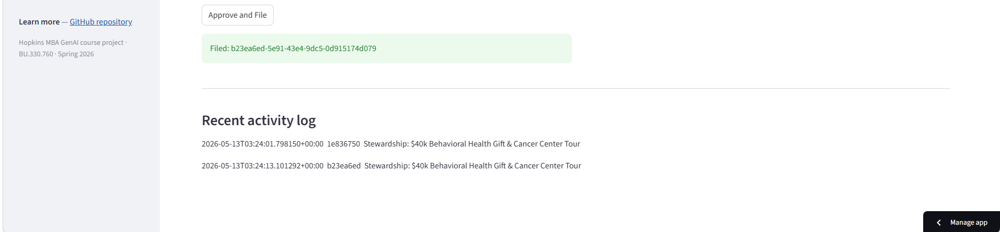 Learn more — GitHub repository
Hopkins MBA GenAI course project ·
BU.330.760 · Spring 2026
Approve and File
Filed: b23ea6ed-5e91-43e4-9dc5-0d915174d079
Recent activity log
2026-05-13T03:24:01.798150+00:00 1e836750 Stewardship: $40k Behavioral Health Gift & Cancer Center Tour
2026-05-13T03:24:13.101292+00:00 b23ea6ed Stewardship: $40k Behavioral Health Gift & Cancer Center Tour
Manage app